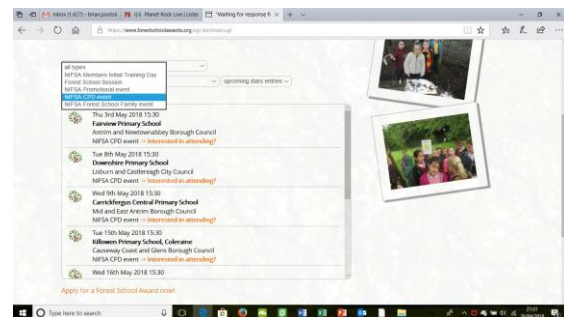 Inbox (1,627) - brian.poots
Planet Rock Live | Lister
Waiting for response f
https://www.forestschoolawards.org/cgi-bin/main.cgi
all types
NIFSA Members Initial Training Day
Forest School Session
NIFSA Promotional event
NIFSA CPD event
NIFSA Forest School Family event
upcoming diary entries
Thu 3rd May 2018 15:30
Fairview Primary School
Antrim and Newtownabbey Borough Council
NIFSA CPD event -> Interested in attending?
Tue 8th May 2018 15:30
Downshire Primary School
Lisburn and Castlereagh City Council
NIFSA CPD event -> Interested in attending?
Wed 9th May 2018 15:30
Carrickfergus Central Primary School
Mid and East Antrim Borough Council
NIFSA CPD event -> Interested in attending?
Tue 15th May 2018 15:30
Killowen Primary School, Coleraine
Causeway Coast and Glens Borough Council
NIFSA CPD event -> Interested in attending?
Wed 16th May 2018 15:30
Apply for a Forest School Award now!
Type here to search
21:01